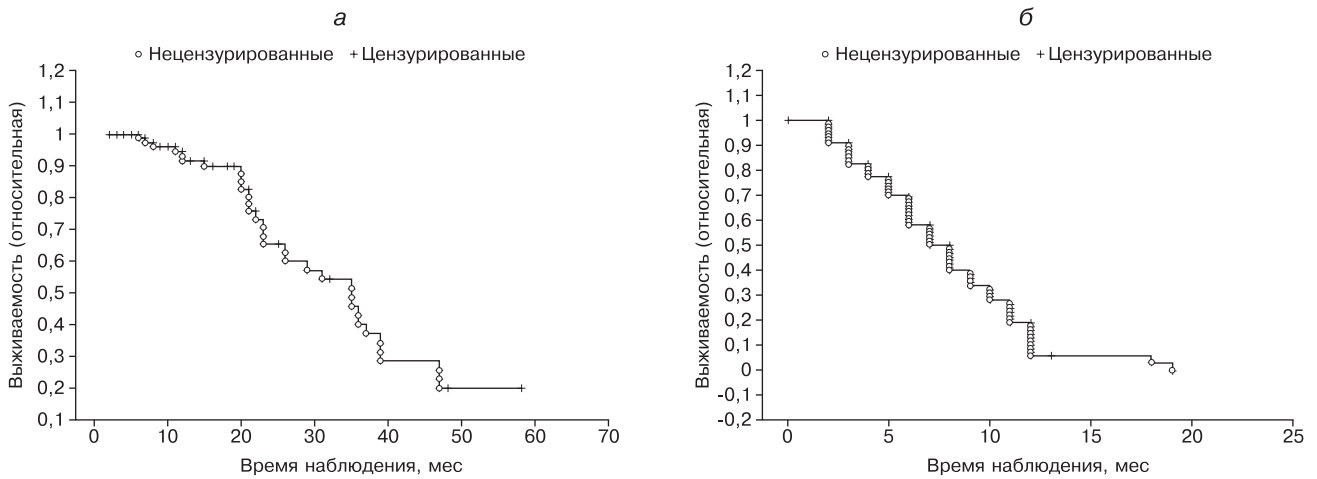 а
○ Нецензурированные + Цензурированные
1,2
1,1
1
0,9
0,8
0,7
0,6
0,5
0,4
0,3
0,2
0,1
Выживаемость (относительная)
0 10 20 30 40 50 60 70
Время наблюдения, мес
б
○ Нецензурированные + Цензурированные
1,2
1,1
1
0,9
0,8
0,7
0,6
0,5
0,4
0,3
0,2
0,1
0
-0,1
-0,2
Выживаемость (относительная)
0 5 10 15 20 25
Время наблюдения, мес